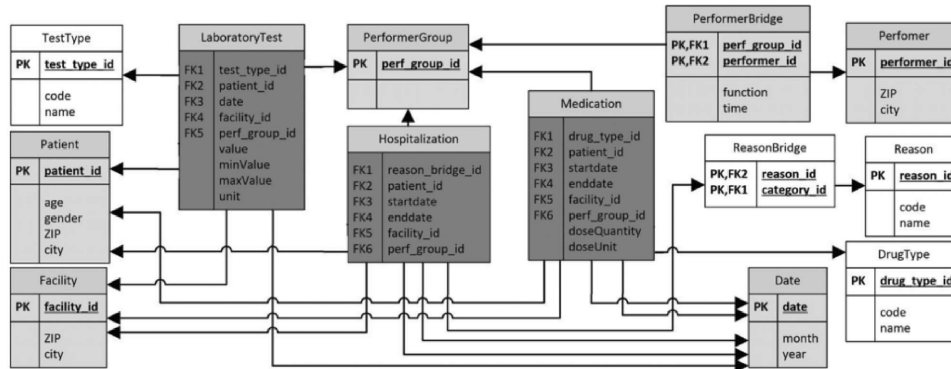 TestType
PK test_type_id
code
name
LaboratoryTest
FK1 test_type_id
FK2 patient_id
FK3 date
FK4 facility_id
FK5 perf_group_id
value
minValue
maxValue
unit
PerformerGroup
PK perf_group_id
PerformerBridge
PK,FK1 perf_group_id
PK,FK2 performer_id
function
time
Perfomer
PK performer_id
ZIP
city
Patient
PK patient_id
age
gender
ZIP
city
Hospitalization
FK1 reason_bridge_id
FK2 patient_id
FK3 startdate
FK4 enddate
FK5 facility_id
FK6 perf_group_id
Medication
FK1 drug_type_id
FK2 patient_id
FK3 startdate
FK4 enddate
FK5 facility_id
FK6 perf_group_id
doseQuantity
doseUnit
ReasonBridge
PK,FK2 reason_id
PK,FK1 category_id
Reason
PK reason_id
code
name
Facility
PK facility_id
ZIP
city
Date
PK date
month
year
DrugType
PK drug_type_id
code
name